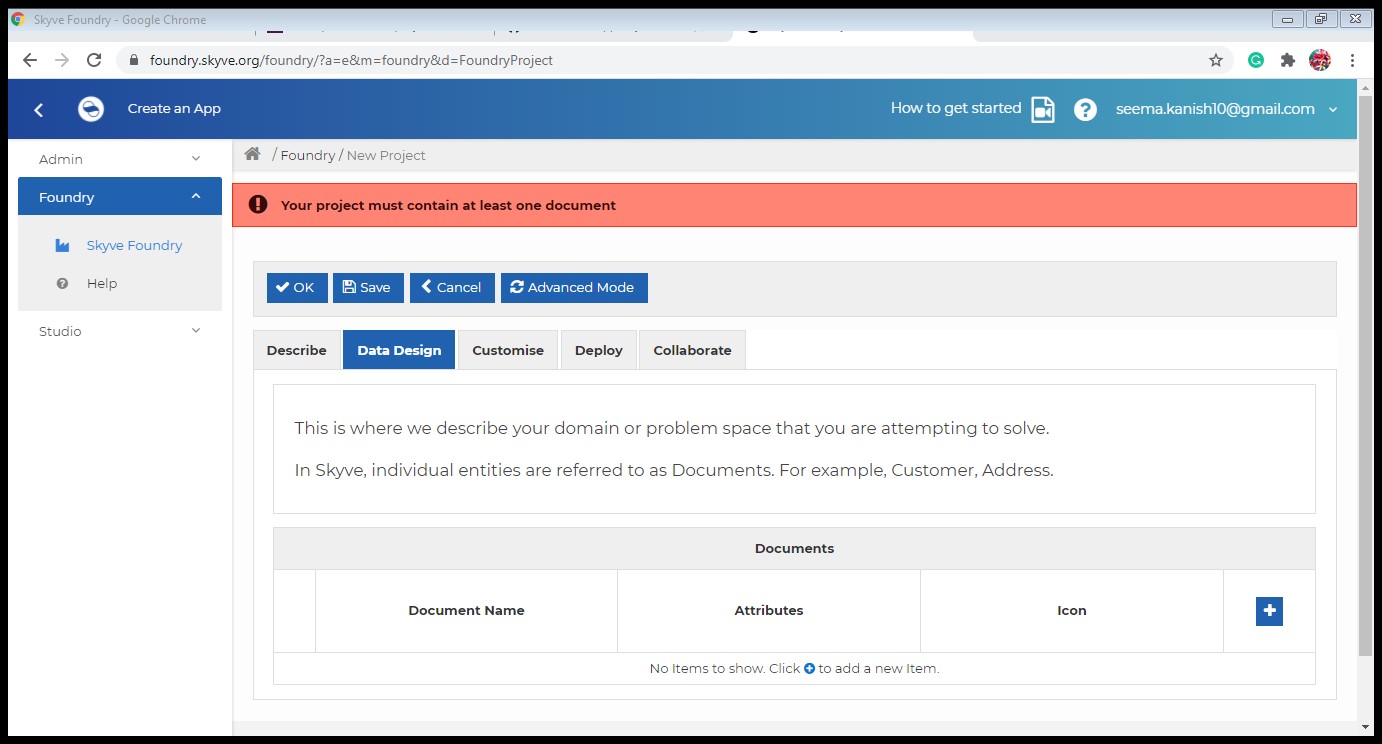 Skyve Foundry - Google Chrome
foundry.skyve.org/foundry/?a=e&m=foundry&d=FoundryProject
Create an App
How to get started
seema.kanish10@gmail.com
Admin
/ Foundry / New Project
Foundry
Your project must contain at least one document
Skyve Foundry
Help
Studio
OK
Save
Cancel
Advanced Mode
Describe
Data Design
Customise
Deploy
Collaborate
This is where we describe your domain or problem space that you are attempting to solve.
In Skyve, individual entities are referred to as Documents. For example, Customer, Address.
Documents
Document Name
Attributes
Icon
No Items to show. Click to add a new Item.